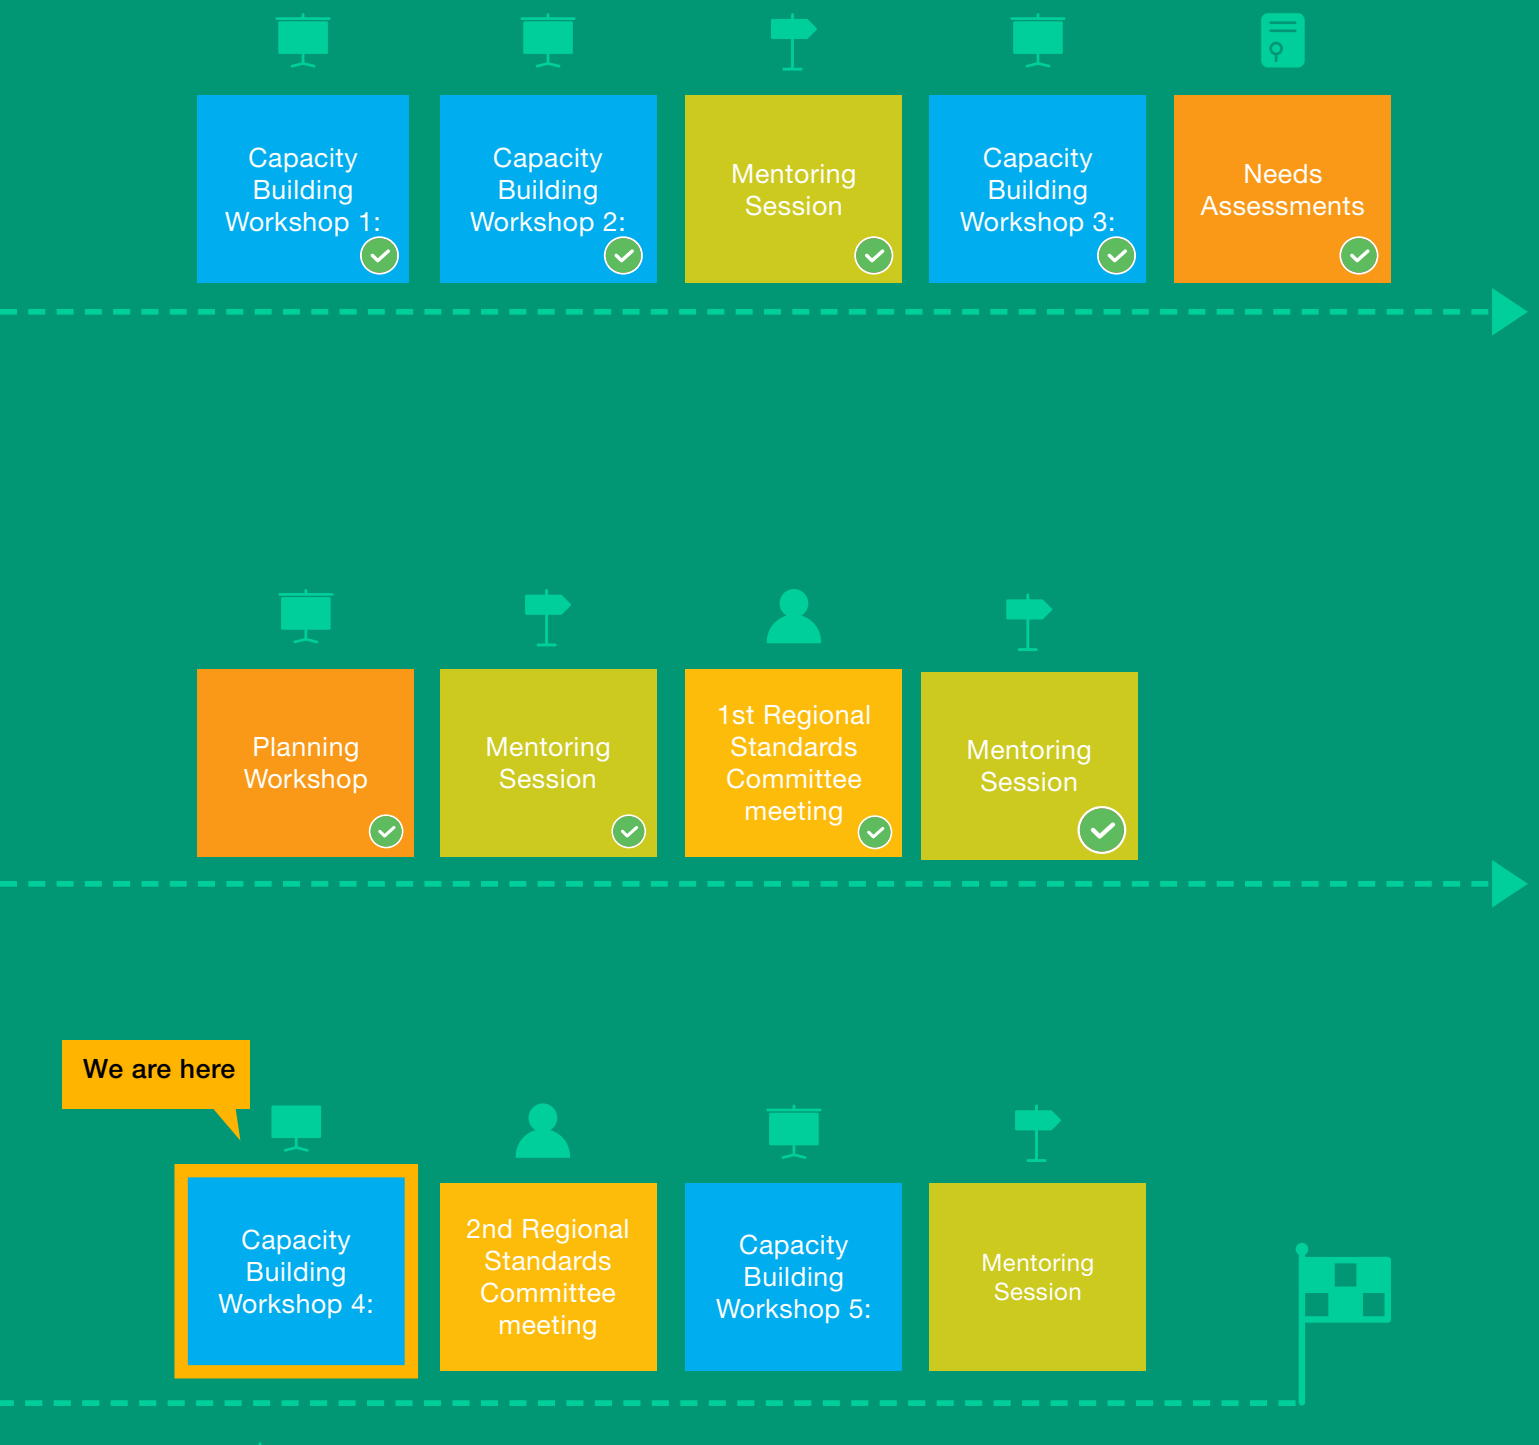 Capacity
Building
Workshop 1:
Capacity
Building
Workshop 2:
Mentoring
Session
Capacity
Building
Workshop 3:
Needs
Assessments
Planning
Workshop
Mentoring
Session
1st Regional
Standards
Committee
meeting
Mentoring
Session
We are here
Capacity
Building
Workshop 4:
2nd Regional
Standards
Committee
meeting
Capacity
Building
Workshop 5:
Mentoring
Session